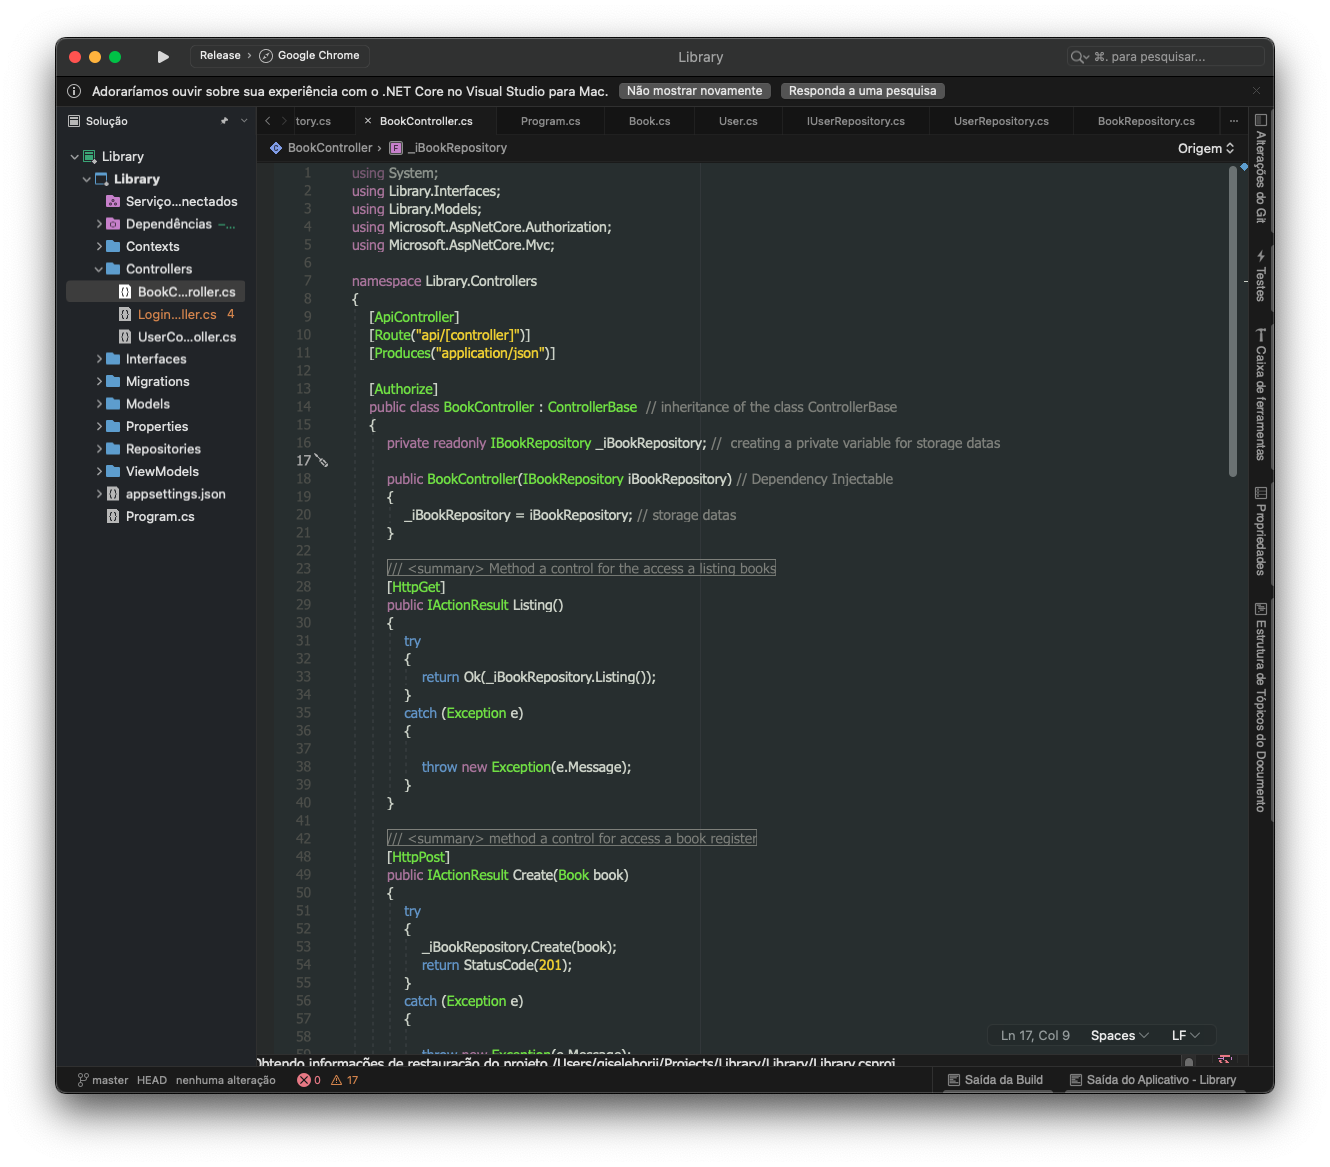 Release › Google Chrome
Library
⌘. para pesquisar...
Adoraríamos ouvir sobre sua experiência com o .NET Core no Visual Studio para Mac.
Não mostrar novamente
Responda a uma pesquisa
Solução
Library
Library
Serviço...nectados
Dependências –...
Contexts
Controllers
BookC...roller.cs
Login...ller.cs 4
UserCo...oller.cs
Interfaces
Migrations
Models
Properties
Repositories
ViewModels
appsettings.json
Program.cs
tory.cs
BookController.cs
Program.cs
Book.cs
User.cs
IUserRepository.cs
UserRepository.cs
BookRepository.cs
BookController › _iBookRepository
Origem
1 using System;
2 using Library.Interfaces;
3 using Library.Models;
4 using Microsoft.AspNetCore.Authorization;
5 using Microsoft.AspNetCore.Mvc;
6
7 namespace Library.Controllers
8 {
9 [ApiController]
10 [Route("api/[controller]")]
11 [Produces("application/json")]
12
13 [Authorize]
14 public class BookController : ControllerBase // inheritance of the class ControllerBase
15 {
16 private readonly IBookRepository _iBookRepository; // creating a private variable for storage datas
17
18 public BookController(IBookRepository iBookRepository) // Dependency Injectable
19 {
20 _iBookRepository = iBookRepository; // storage datas
21 }
22
23 /// <summary> Method a control for the access a listing books
28 [HttpGet]
29 public IActionResult Listing()
30 {
31 try
32 {
33 return Ok(_iBookRepository.Listing());
34 }
35 catch (Exception e)
36 {
37
38 throw new Exception(e.Message);
39 }
40 }
41
42 /// <summary> method a control for access a book register
48 [HttpPost]
49 public IActionResult Create(Book book)
50 {
51 try
52 {
53 _iBookRepository.Create(book);
54 return StatusCode(201);
55 }
56 catch (Exception e)
57 {
58
59 throw new Exception(e.Message);
Ln 17, Col 9 Spaces LF
Obtendo informações de restauração do projeto /Users/giseleborij/Projects/Library/Library/Library.csproj
master HEAD nenhuma alteração 0 17
Saída da Build
Saída do Aplicativo - Library
Alterações do Git
Testes
Caixa de ferramentas
Propriedades
Estrutura de Tópicos do Documento